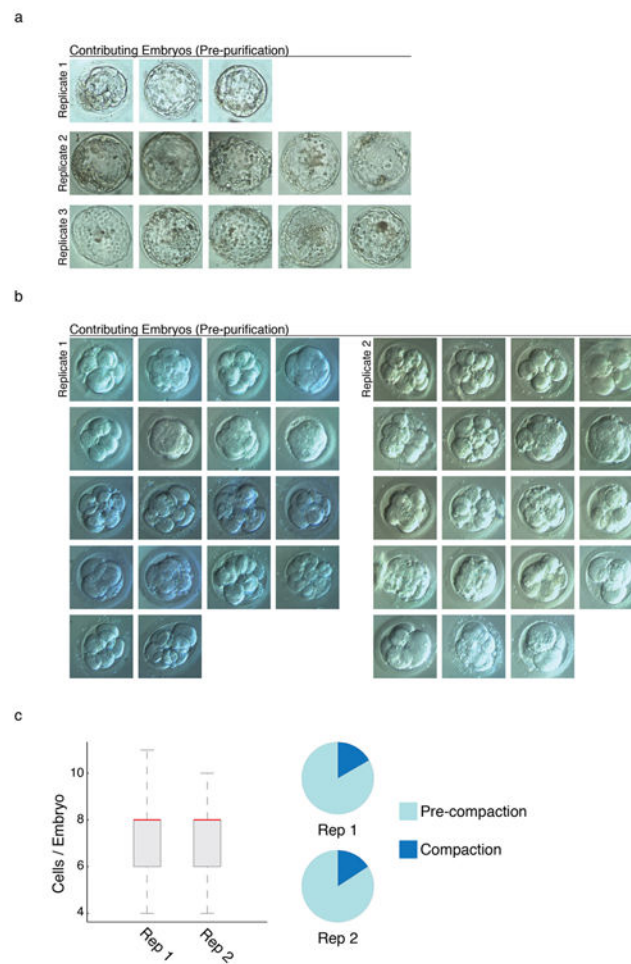 a
Contributing Embryos (Pre-purification)
Replicate 1
Replicate 2
Replicate 3
b
Contributing Embryos (Pre-purification)
Replicate 1
Replicate 2
c
Cells / Embryo
10
8
6
4
Rep 1
Rep 2
Rep 1
Rep 2
Pre-compaction
Compaction